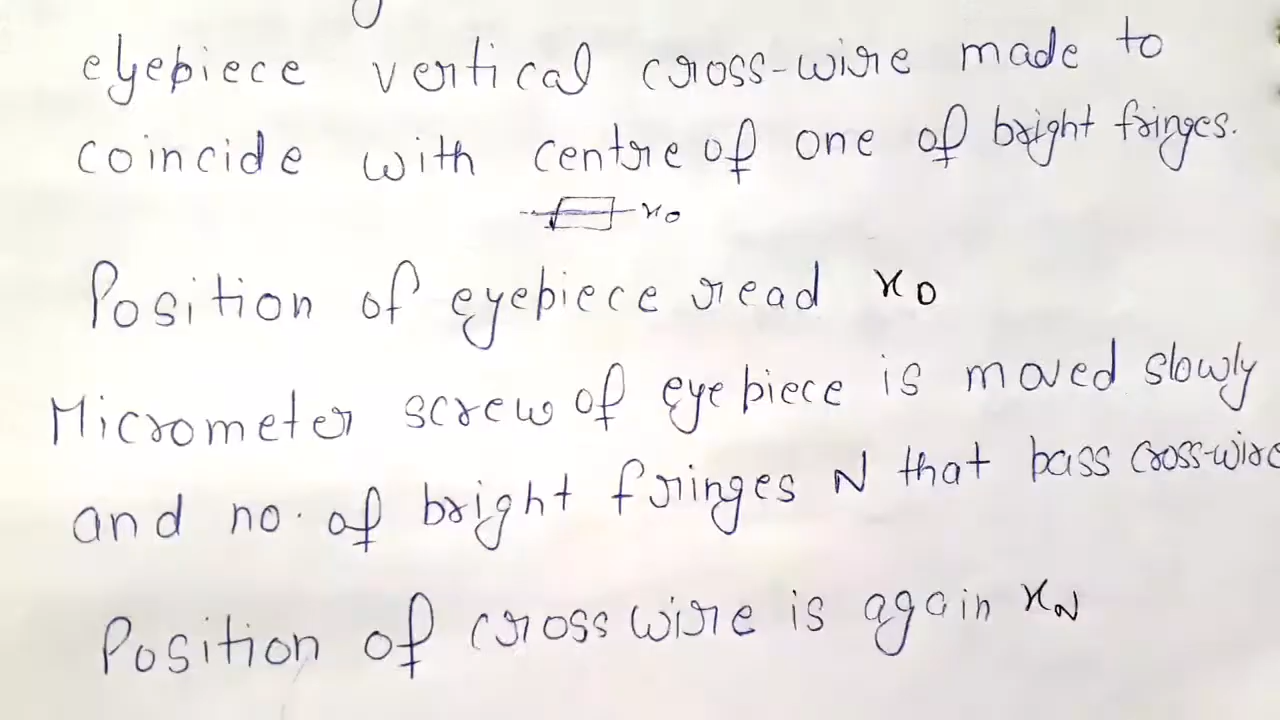 eyepiece vertical cross-wire made to
coincide with centre of one of bright fringes.
x0
Position of eyepiece read x0
Micrometer screw of eyepiece is moved slowly
and no. of bright fringes N that pass cross-wire
Position of cross wire is again xN